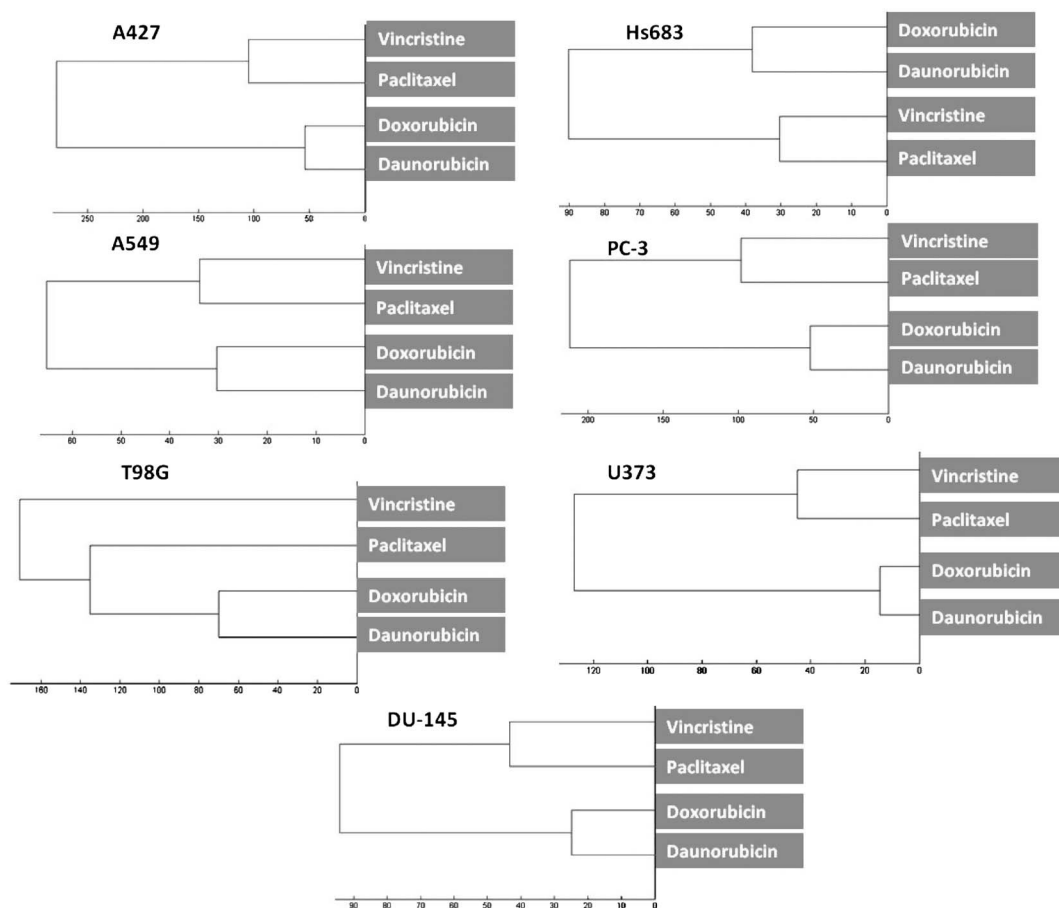 A427
Vincristine
Paclitaxel
Doxorubicin
Daunorubicin
250 200 150 100 50 0
Hs683
Doxorubicin
Daunorubicin
Vincristine
Paclitaxel
90 80 70 60 50 40 30 20 10 0
A549
Vincristine
Paclitaxel
Doxorubicin
Daunorubicin
60 50 40 30 20 10 0
PC-3
Vincristine
Paclitaxel
Doxorubicin
Daunorubicin
200 150 100 50 0
T98G
Vincristine
Paclitaxel
Doxorubicin
Daunorubicin
160 140 120 100 80 60 40 20 0
U373
Vincristine
Paclitaxel
Doxorubicin
Daunorubicin
120 100 80 60 40 20 0
DU-145
Vincristine
Paclitaxel
Doxorubicin
Daunorubicin
90 80 70 60 50 40 30 20 10 0